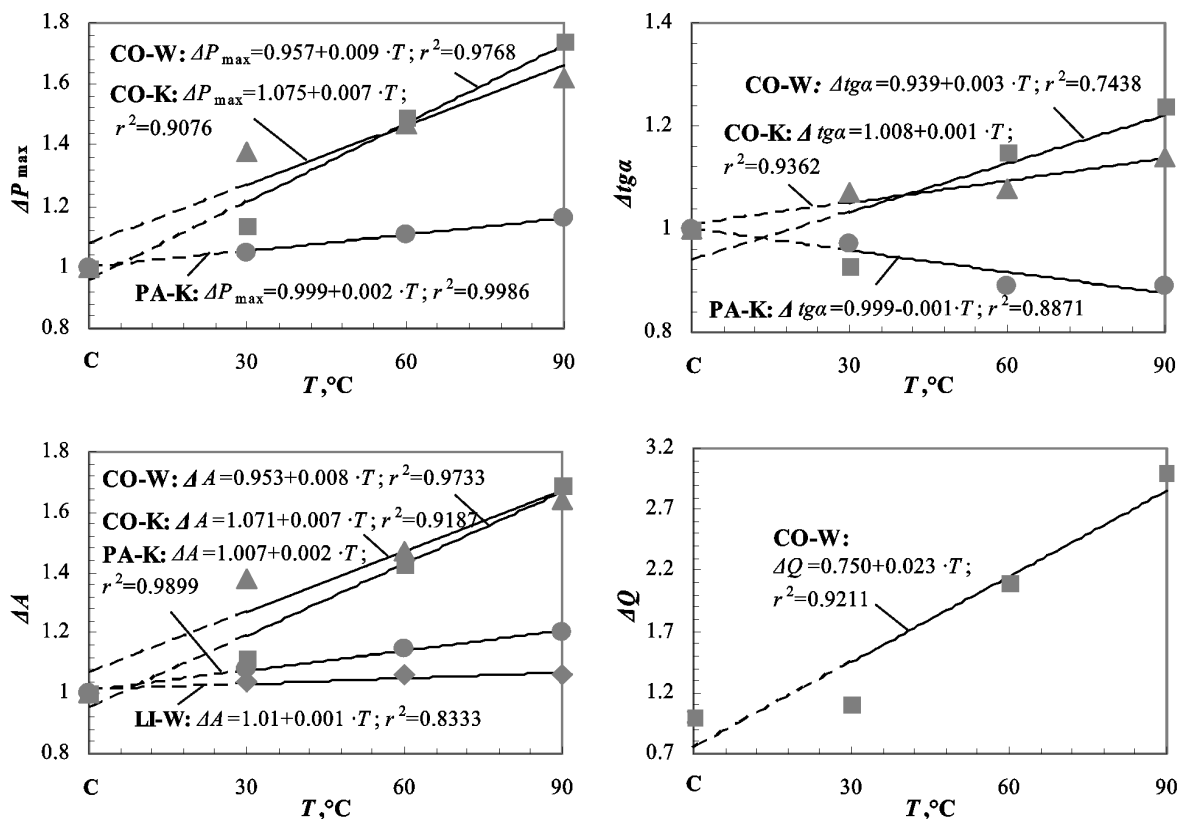 1.8
1.6
1.4
1.2
1
0.8
ΔP max
CO-W: ΔP max=0.957+0.009 ·T; r²=0.9768
CO-K: ΔP max=1.075+0.007 ·T;
r²=0.9076
PA-K: ΔP max=0.999+0.002 ·T; r²=0.9986
C 30 60 90
T,°C
1.4
1.2
1
0.8
Δtgα
CO-W: Δtgα=0.939+0.003 ·T; r²=0.7438
CO-K: Δ tgα=1.008+0.001 ·T;
r²=0.9362
PA-K: Δ tgα=0.999-0.001·T; r²=0.8871
C 30 60 90
T,°C
1.8
1.6
1.4
1.2
1
0.8
ΔA
CO-W: ΔA=0.953+0.008 ·T; r²=0.9733
CO-K: ΔA=1.071+0.007 ·T; r²=0.9187
PA-K: ΔA=1.007+0.002 ·T;
r²=0.9899
LI-W: ΔA=1.01+0.001 ·T; r²=0.8333
C 30 60 90
T,°C
3.2
2.7
2.2
1.7
1.2
0.7
ΔQ
CO-W:
ΔQ=0.750+0.023 ·T;
r²=0.9211
C 30 60 90
T,°C